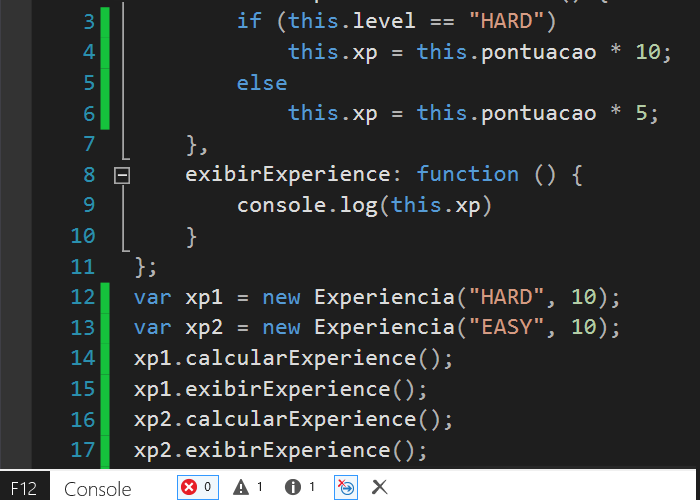 () {
3 if (this.level == "HARD")
4 this.xp = this.pontuacao * 10;
5 else
6 this.xp = this.pontuacao * 5;
7 },
8 exibirExperience: function () {
9 console.log(this.xp)
10 }
11 };
12 var xp1 = new Experiencia("HARD", 10);
13 var xp2 = new Experiencia("EASY", 10);
14 xp1.calcularExperience();
15 xp1.exibirExperience();
16 xp2.calcularExperience();
17 xp2.exibirExperience();
F12 Console 0 1 1